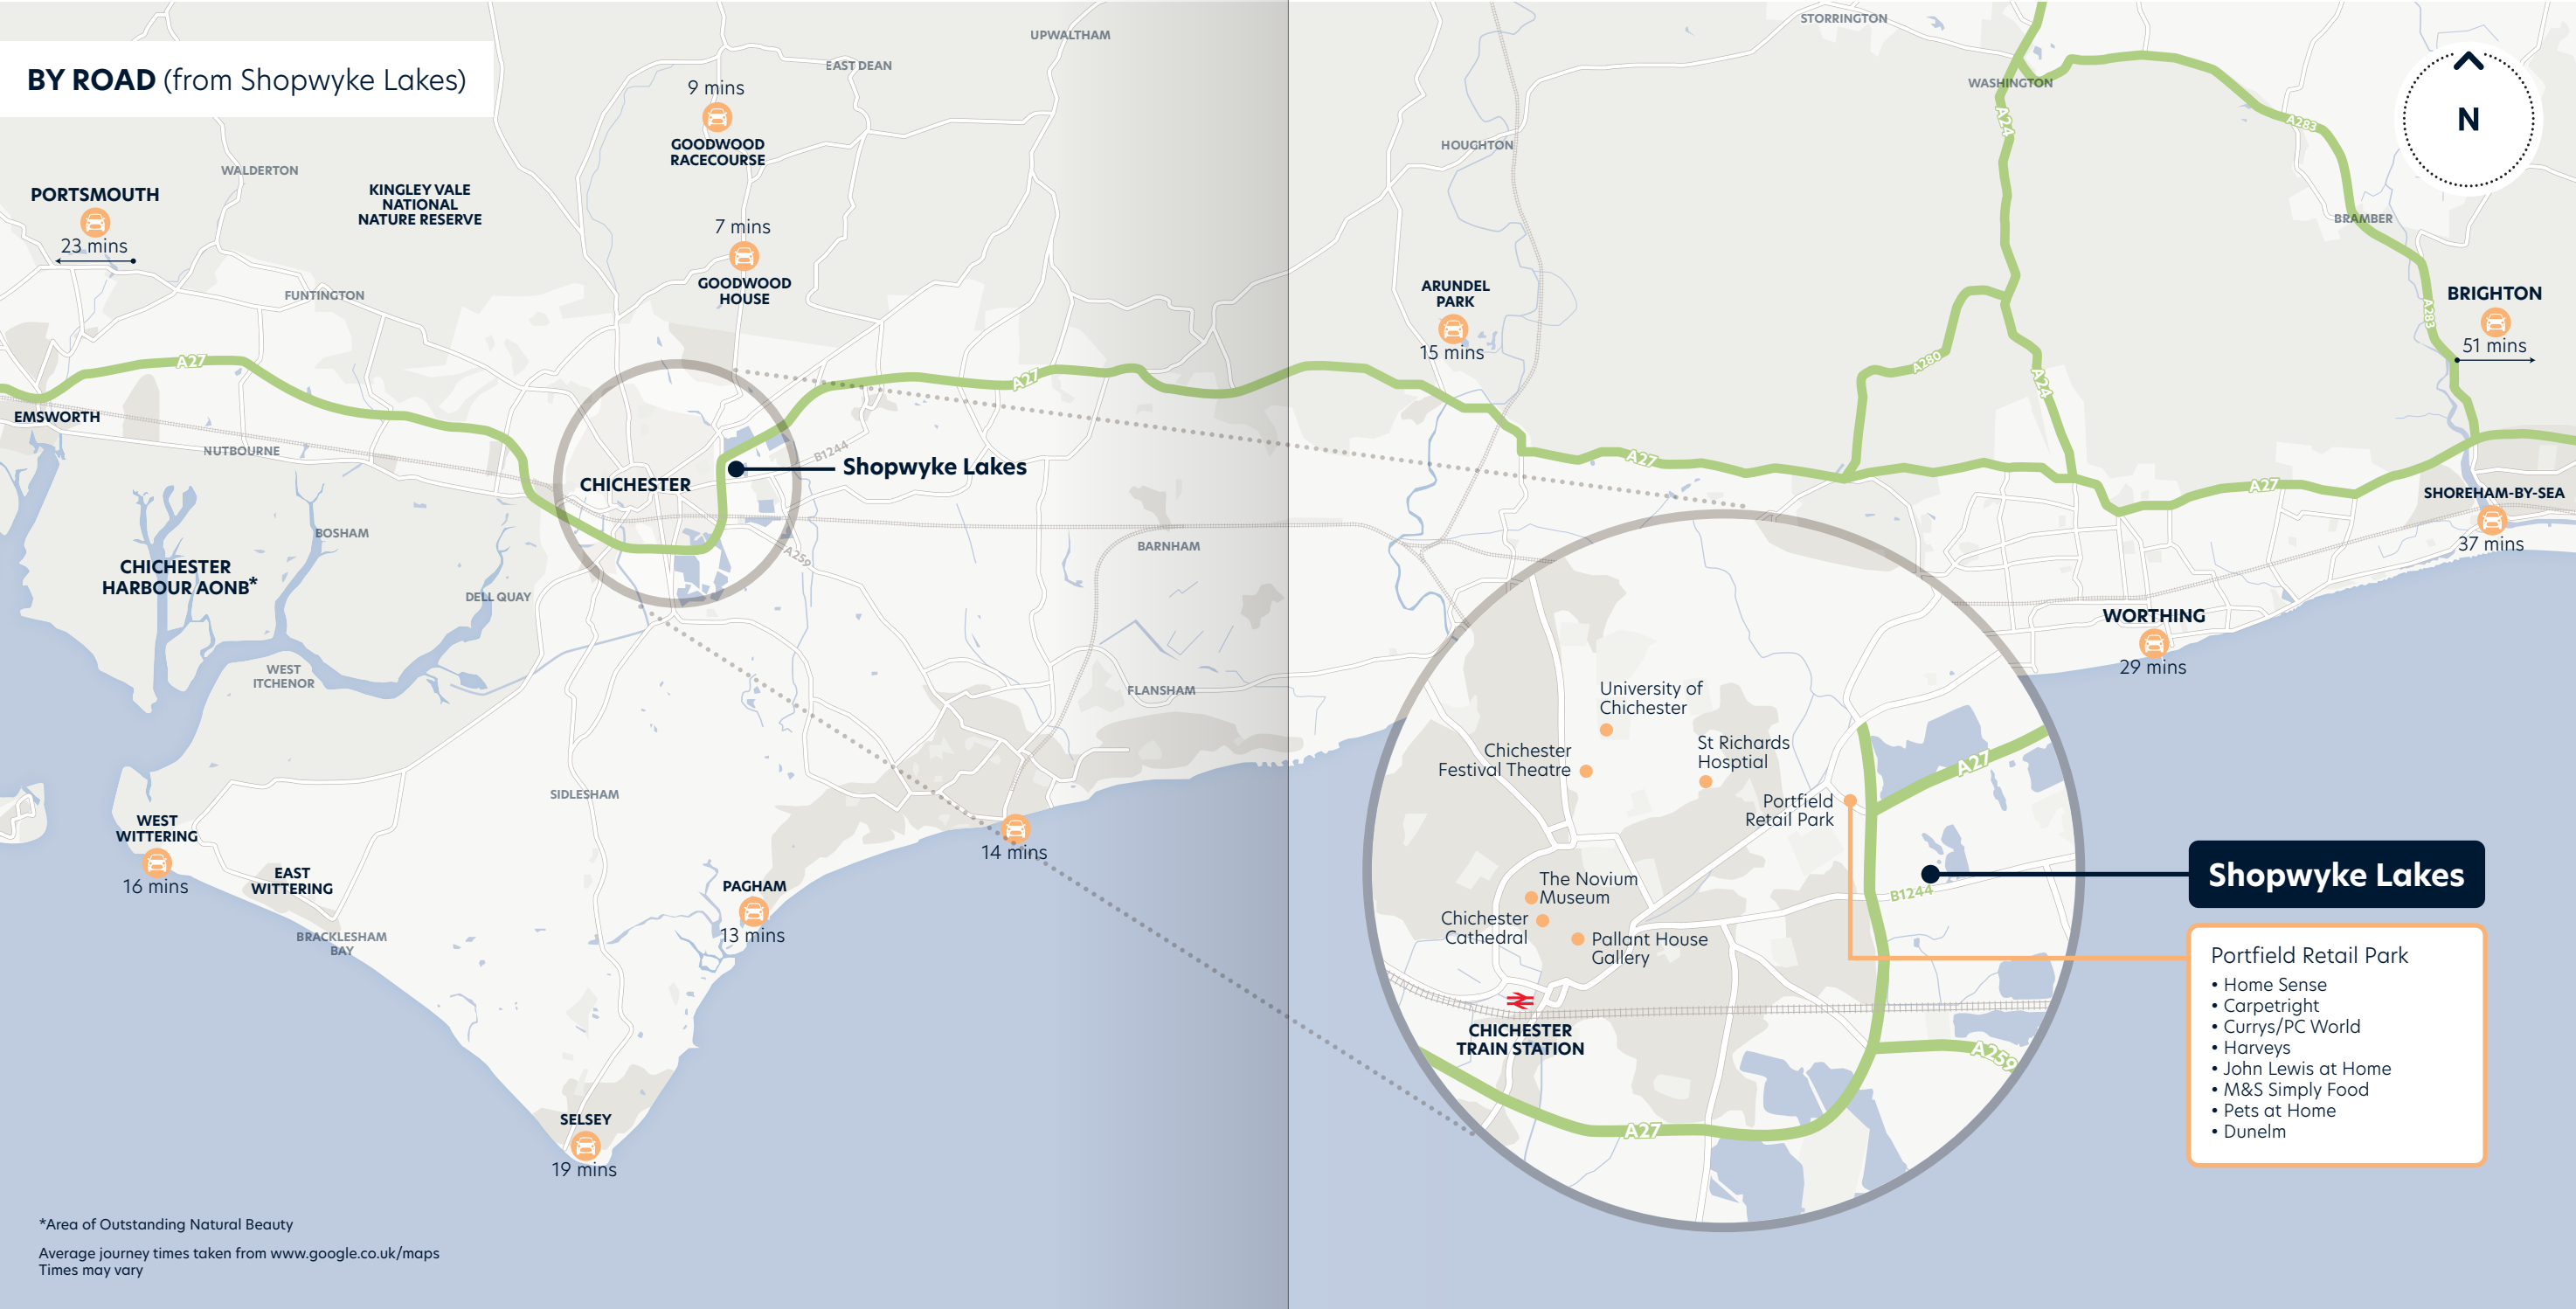 BY ROAD (from Shopwyke Lakes)
UPWALTHAM
EAST DEAN
9 mins
GOODWOOD
RACECOURSE
WALDERTON
PORTSMOUTH
23 mins
KINGLEY VALE
NATIONAL
NATURE RESERVE
7 mins
GOODWOOD
HOUSE
FUNTINGTON
A27
A27
EMSWORTH
NUTBOURNE
B1244
Shopwyke Lakes
CHICHESTER
BOSHAM
A259
BARNHAM
CHICHESTER
HARBOUR AONB*
DELL QUAY
WEST
ITCHENOR
FLANSHAM
SIDLESHAM
WEST
WITTERING
16 mins
EAST
WITTERING
14 mins
PAGHAM
13 mins
BRACKLESHAM
BAY
SELSEY
19 mins
*Area of Outstanding Natural Beauty
Average journey times taken from www.google.co.uk/maps
Times may vary
STORRINGTON
WASHINGTON
N
A24
A283
HOUGHTON
BRAMBER
ARUNDEL
PARK
15 mins
BRIGHTON
51 mins
A283
A280
A24
A27
A27
SHOREHAM-BY-SEA
37 mins
WORTHING
29 mins
University of
Chichester
Chichester
Festival Theatre
St Richards
Hosptial
A27
Portfield
Retail Park
The Novium
Museum
Chichester
Cathedral
Pallant House
Gallery
B1244
Shopwyke Lakes
CHICHESTER
TRAIN STATION
A259
A27
Portfield Retail Park
• Home Sense
• Carpetright
• Currys/PC World
• Harveys
• John Lewis at Home
• M&S Simply Food
• Pets at Home
• Dunelm